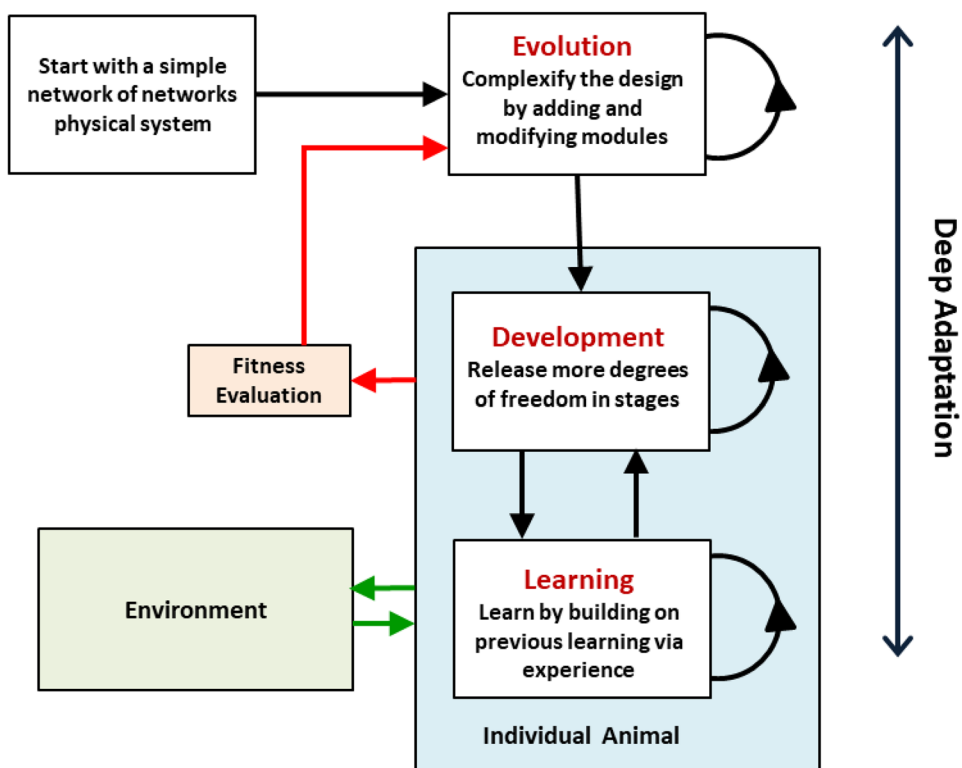 Start with a simple
network of networks
physical system
Evolution
Complexify the design
by adding and
modifying modules
Development
Release more degrees
of freedom in stages
Fitness
Evaluation
Environment
Learning
Learn by building on
previous learning via
experience
Individual Animal
Deep Adaptation